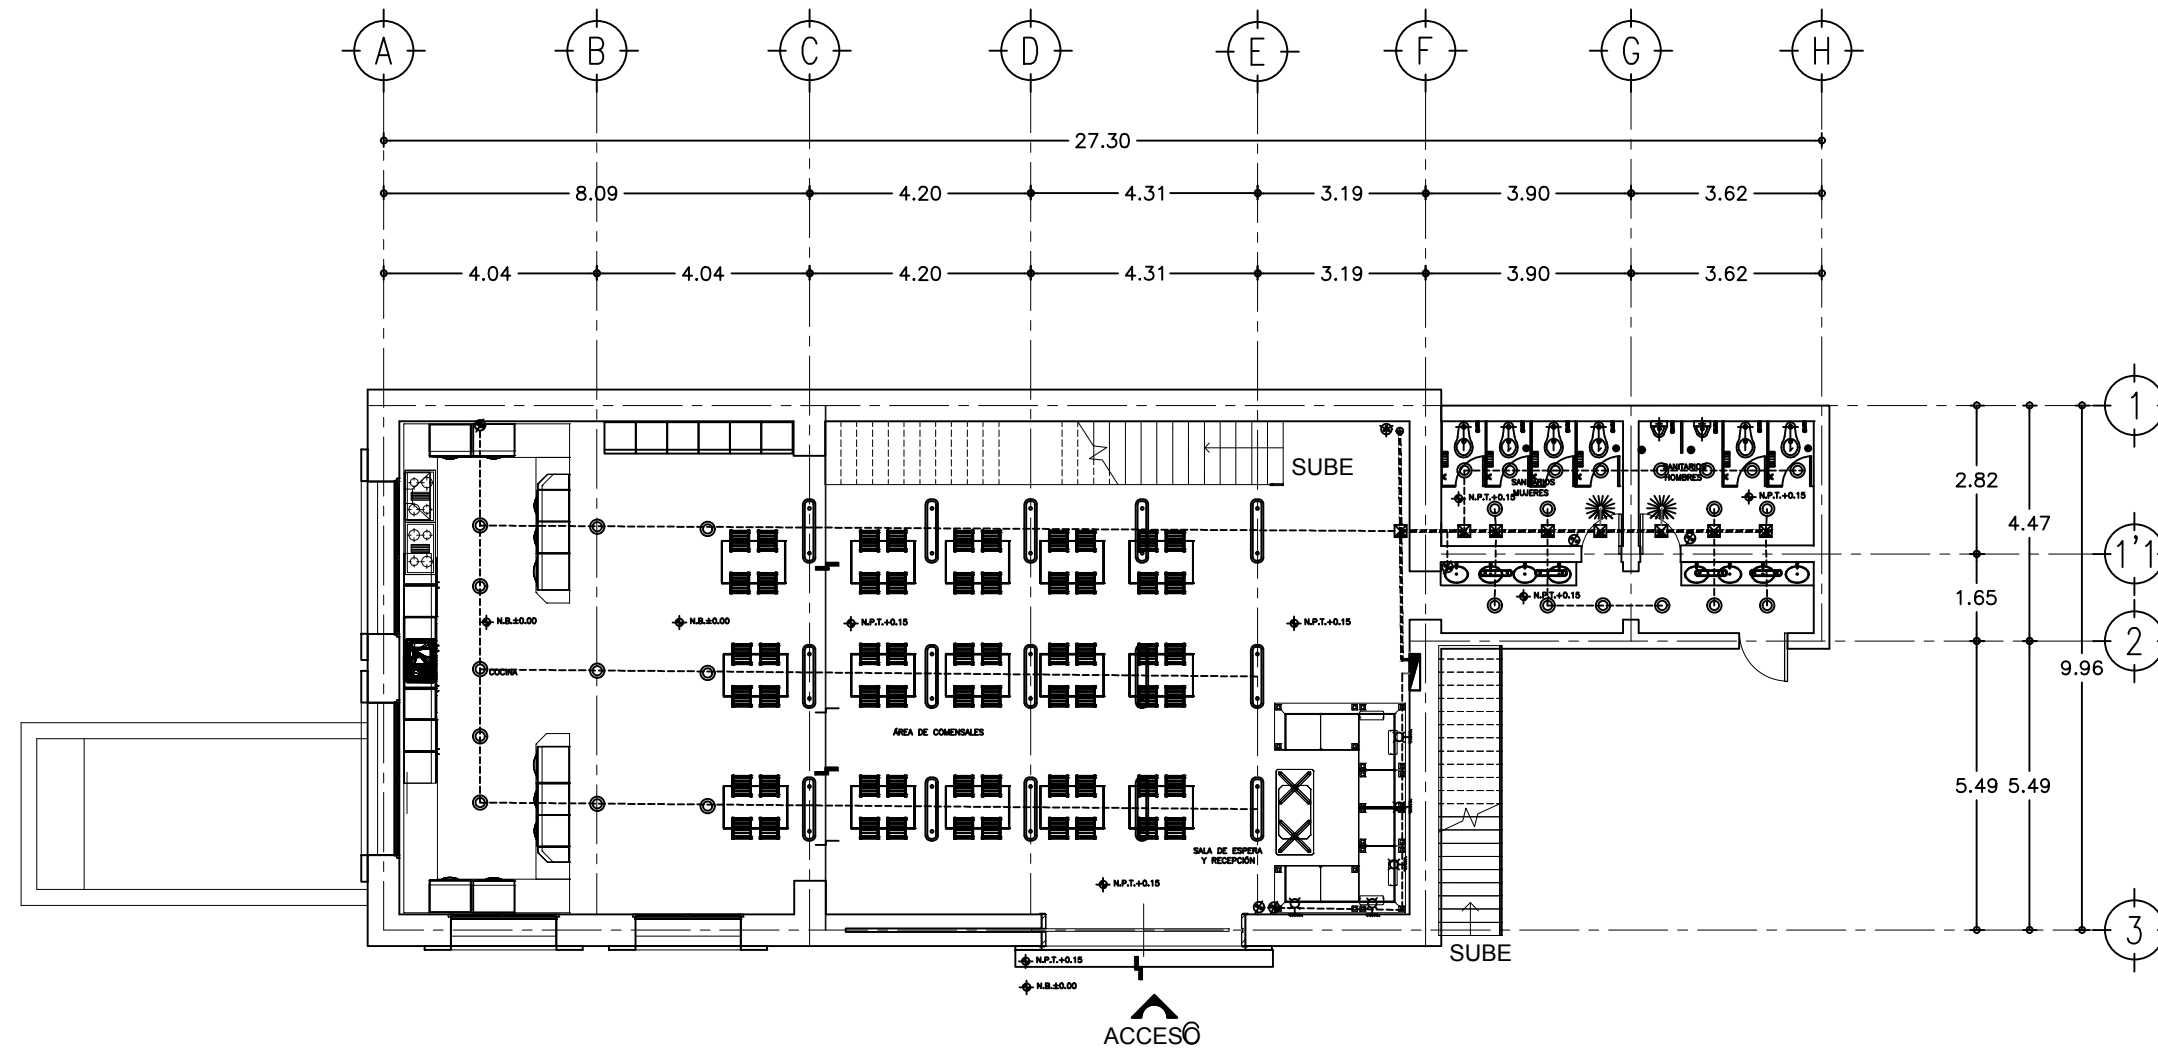 A B C D E F G H
27.30
8.09 4.20 4.31 3.19 3.90 3.62
4.04 4.04 4.20 4.31 3.19 3.90 3.62
1
SUBE
SANITARIOS
HOMBRES
SANITARIOS
MUJERES
2.82
N.P.T.+0.15
N.P.T.+0.15
4.47
1'1
N.P.T.+0.15
1.65
N.B.±0.00
N.B.±0.00
N.P.T.+0.15
N.P.T.+0.15
2
9.96
COCINA
ÁREA DE COMENSALES
5.49
5.49
SALA DE ESPERA
Y RECEPCIÓN
N.P.T.+0.15
3
SUBE
N.P.T.+0.15
N.B.±0.00
ACCESO